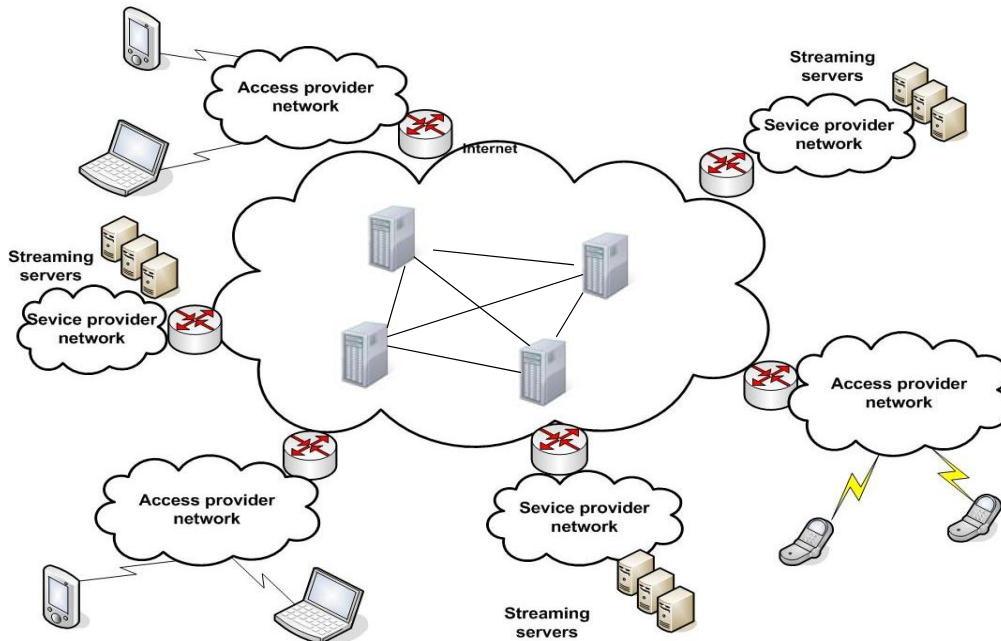 Access provider
network
Internet
Streaming
servers
Sevice provider
network
Streaming
servers
Sevice provider
network
Access provider
network
Access provider
network
Sevice provider
network
Streaming
servers